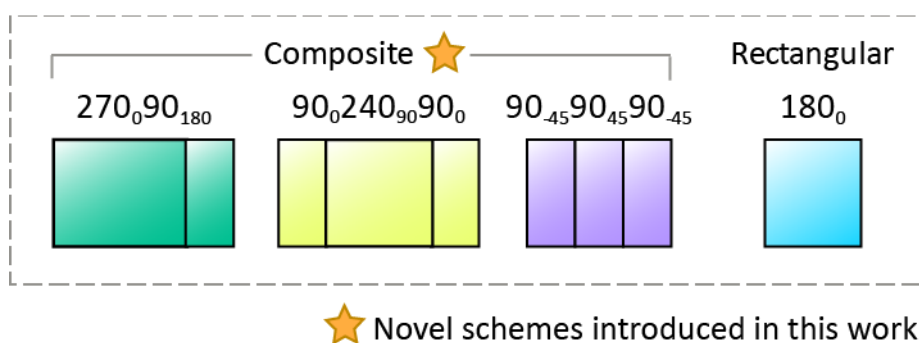 Composite Rectangular
270₀90₁₈₀ 90₀240₉₀90₀ 90₋₄₅90₄₅90₋₄₅ 180₀
Novel schemes introduced in this work